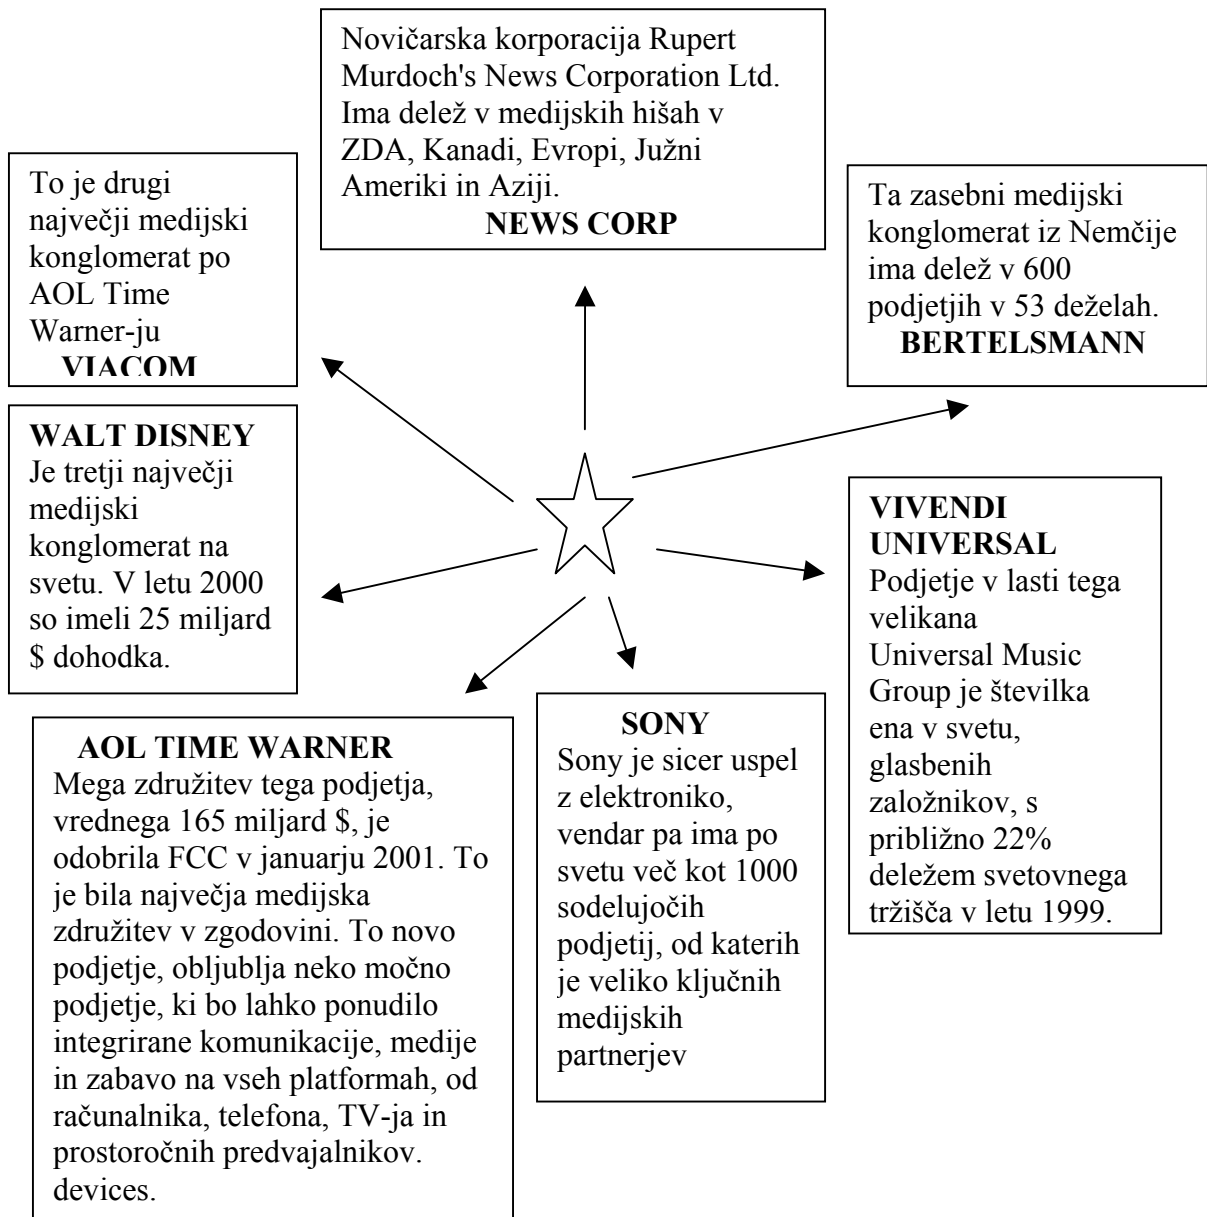 Novičarska korporacija Rupert
Murdoch's News Corporation Ltd.
Ima delež v medijskih hišah v
ZDA, Kanadi, Evropi, Južni
Ameriki in Aziji.
NEWS CORP
To je drugi
največji medijski
konglomerat po
AOL Time
Warner-ju
VIACOM
Ta zasebni medijski
konglomerat iz Nemčije
ima delež v 600
podjetjih v 53 deželah.
BERTELSMANN
WALT DISNEY
Je tretji največji
medijski
konglomerat na
svetu. V letu 2000
so imeli 25 miljard
$ dohodka.
VIVENDI
UNIVERSAL
Podjetje v lasti tega
velikana
Universal Music
Group je številka
ena v svetu,
glasbenih
založnikov, s
približno 22%
deležem svetovnega
tržišča v letu 1999.
AOL TIME WARNER
Mega združitev tega podjetja,
vrednega 165 miljard $, je
odobrila FCC v januarju 2001. To
je bila največja medijska
združitev v zgodovini. To novo
podjetje, obljublja neko močno
podjetje, ki bo lahko ponudilo
integrirane komunikacije, medije
in zabavo na vseh platformah, od
računalnika, telefona, TV-ja in
prostoročnih predvajalnikov.
devices.
SONY
Sony je sicer uspel
z elektroniko,
vendar pa ima po
svetu več kot 1000
sodelujočih
podjetij, od katerih
je veliko ključnih
medijskih
partnerjev